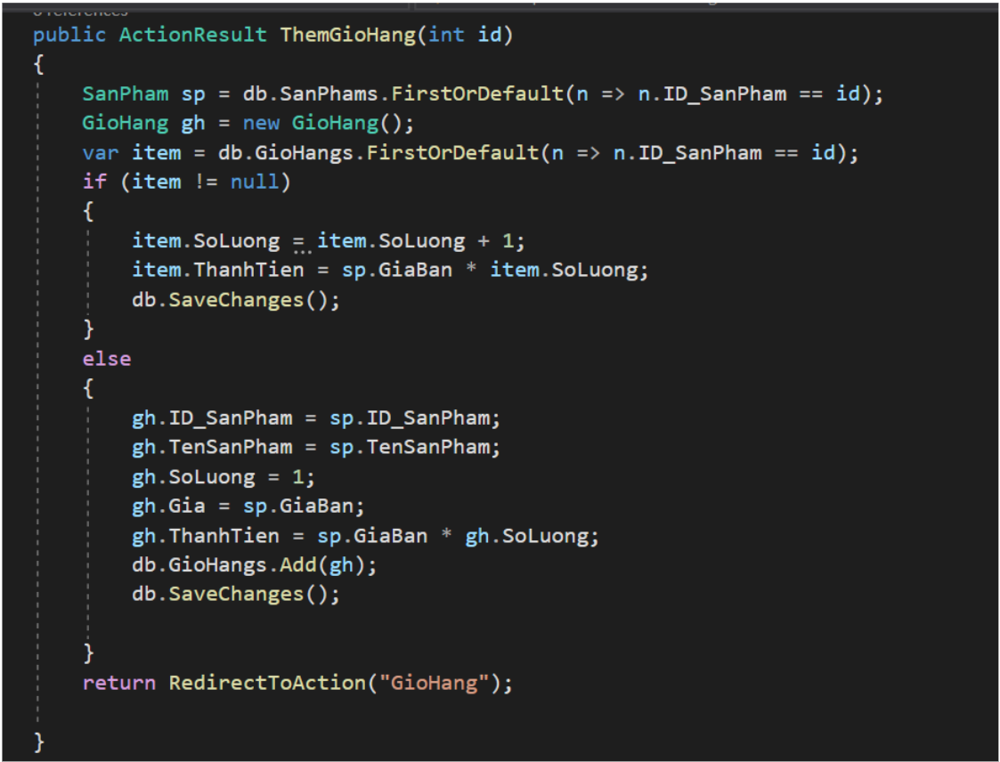 public ActionResult ThemGioHang(int id)
{
SanPham sp = db.SanPhams.FirstOrDefault(n => n.ID_SanPham == id);
GioHang gh = new GioHang();
var item = db.GioHangs.FirstOrDefault(n => n.ID_SanPham == id);
if (item != null)
{
item.SoLuong = item.SoLuong + 1;
item.ThanhTien = sp.GiaBan * item.SoLuong;
db.SaveChanges();
}
else
{
gh.ID_SanPham = sp.ID_SanPham;
gh.TenSanPham = sp.TenSanPham;
gh.SoLuong = 1;
gh.Gia = sp.GiaBan;
gh.ThanhTien = sp.GiaBan * gh.SoLuong;
db.GioHangs.Add(gh);
db.SaveChanges();
}
return RedirectToAction("GioHang");
}